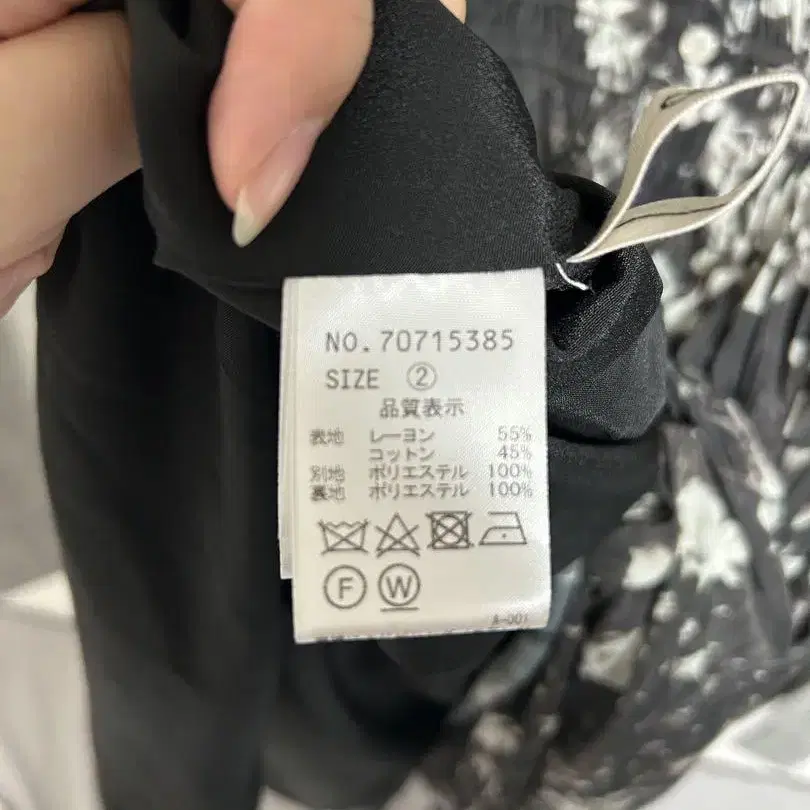 NO.70715385
SIZE ②
品質表示
表地 レーヨン 55%
コットン 45%
別地 ポリエステル 100%
裏地 ポリエステル 100%
Ⓕ Ⓦ
A-001